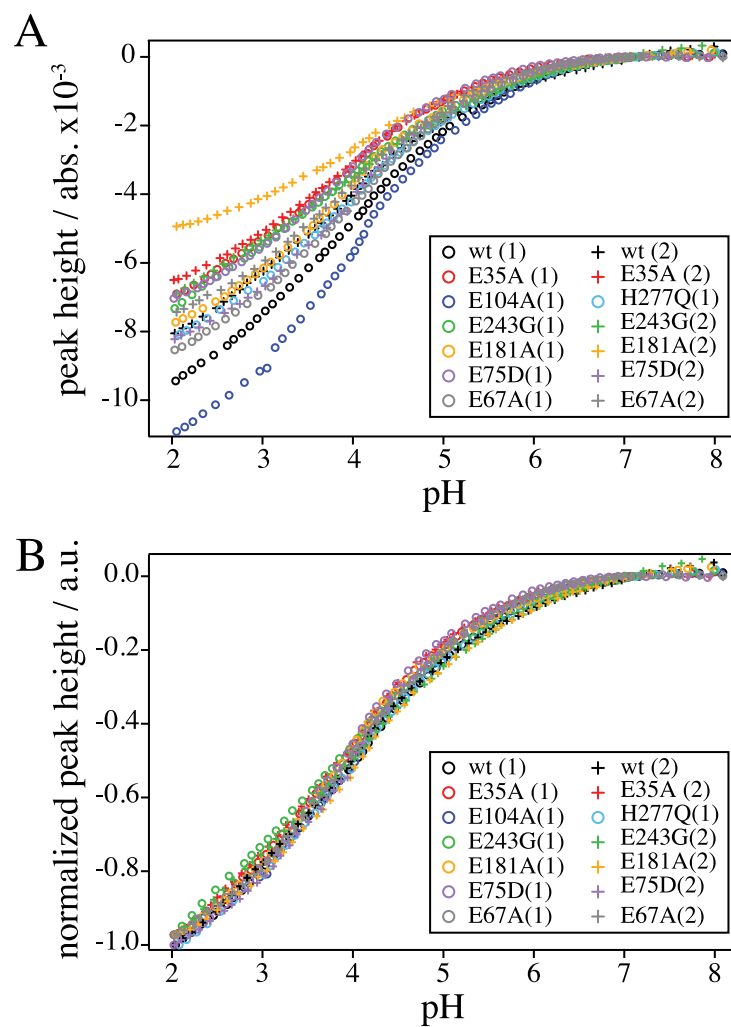 A
peak height / abs. x10-3
0
-2
-4
-6
-8
-10
2 3 4 5 6 7 8
pH
wt (1) wt (2)
E35A (1) E35A (2)
E104A(1) H277Q(1)
E243G(1) E243G(2)
E181A(1) E181A(2)
E75D(1) E75D(2)
E67A(1) E67A(2)
B
normalized peak height / a.u.
0.0
-0.2
-0.4
-0.6
-0.8
-1.0
2 3 4 5 6 7 8
pH
wt (1) wt (2)
E35A (1) E35A (2)
E104A(1) H277Q(1)
E243G(1) E243G(2)
E181A(1) E181A(2)
E75D(1) E75D(2)
E67A(1) E67A(2)